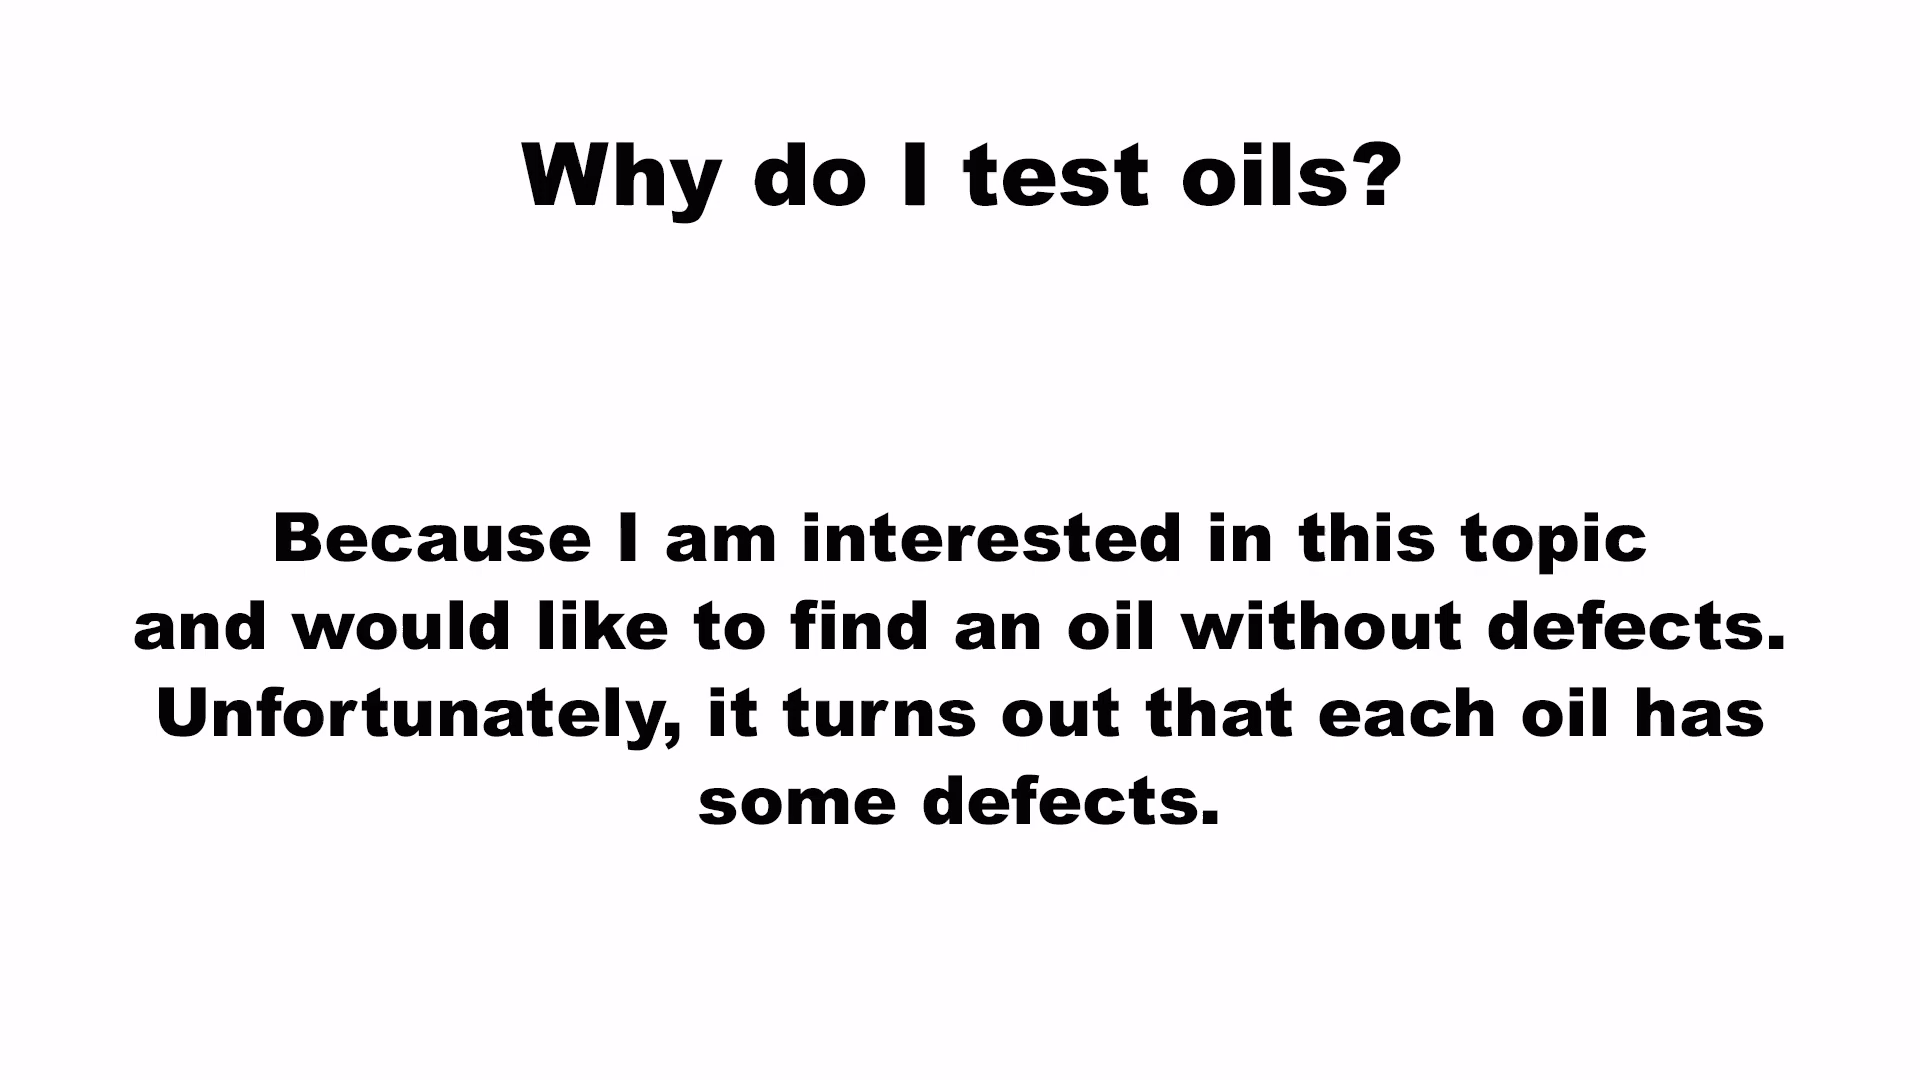 Why do I test oils?
Because I am interested in this topic
and would like to find an oil without defects.
Unfortunately, it turns out that each oil has
some defects.